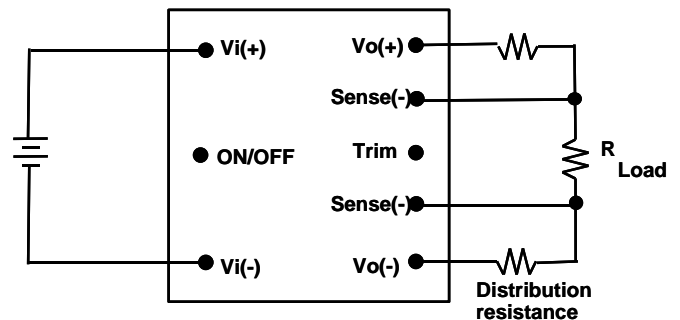 Vi(+)
Vo(+)
Sense(-)
ON/OFF
Trim
R
Load
Sense(-)
Vi(-)
Vo(-)
Distribution
resistance